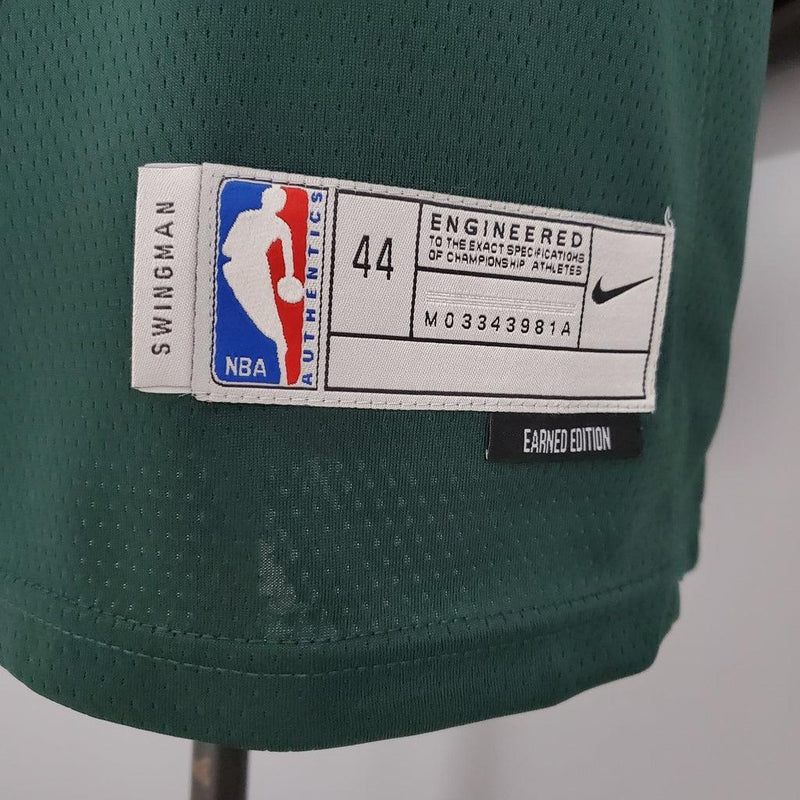 SWINGMAN
NBA
AUTHENTICS
44
ENGINEERED
TO THE EXACT SPECIFICATIONS
OF CHAMPIONSHIP ATHLETES
M03343981A
EARNED EDITION